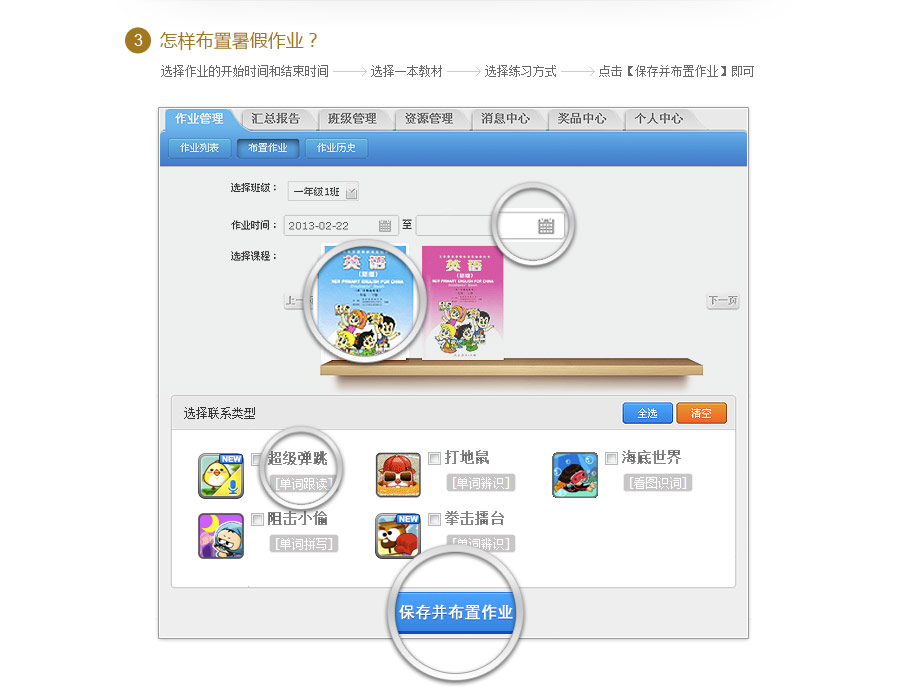 3 怎样布置暑假作业？
选择作业的开始时间和结束时间 选择一本教材 选择练习方式 点击【保存并布置作业】即可
作业管理 汇总报告 班级管理 资源管理 消息中心 奖品中心 个人中心
作业列表 布置作业 作业历史
选择班级： 一年级1班
作业时间： 2013-02-22 至
选择课程：
英语 英语
(新版) (新版)
NEW PRIMARY ENGLISH FOR CHINA NEW PRIMARY ENGLISH FOR CHINA
上一 下一页
选择联系类型 全选 清空
NEW 超级弹跳 打地鼠 海底世界
[单词跟读] [单词辨识] [看图识词]
阻击小偷 NEW 拳击擂台
[单词拼写] [单词辨识]
保存并布置作业